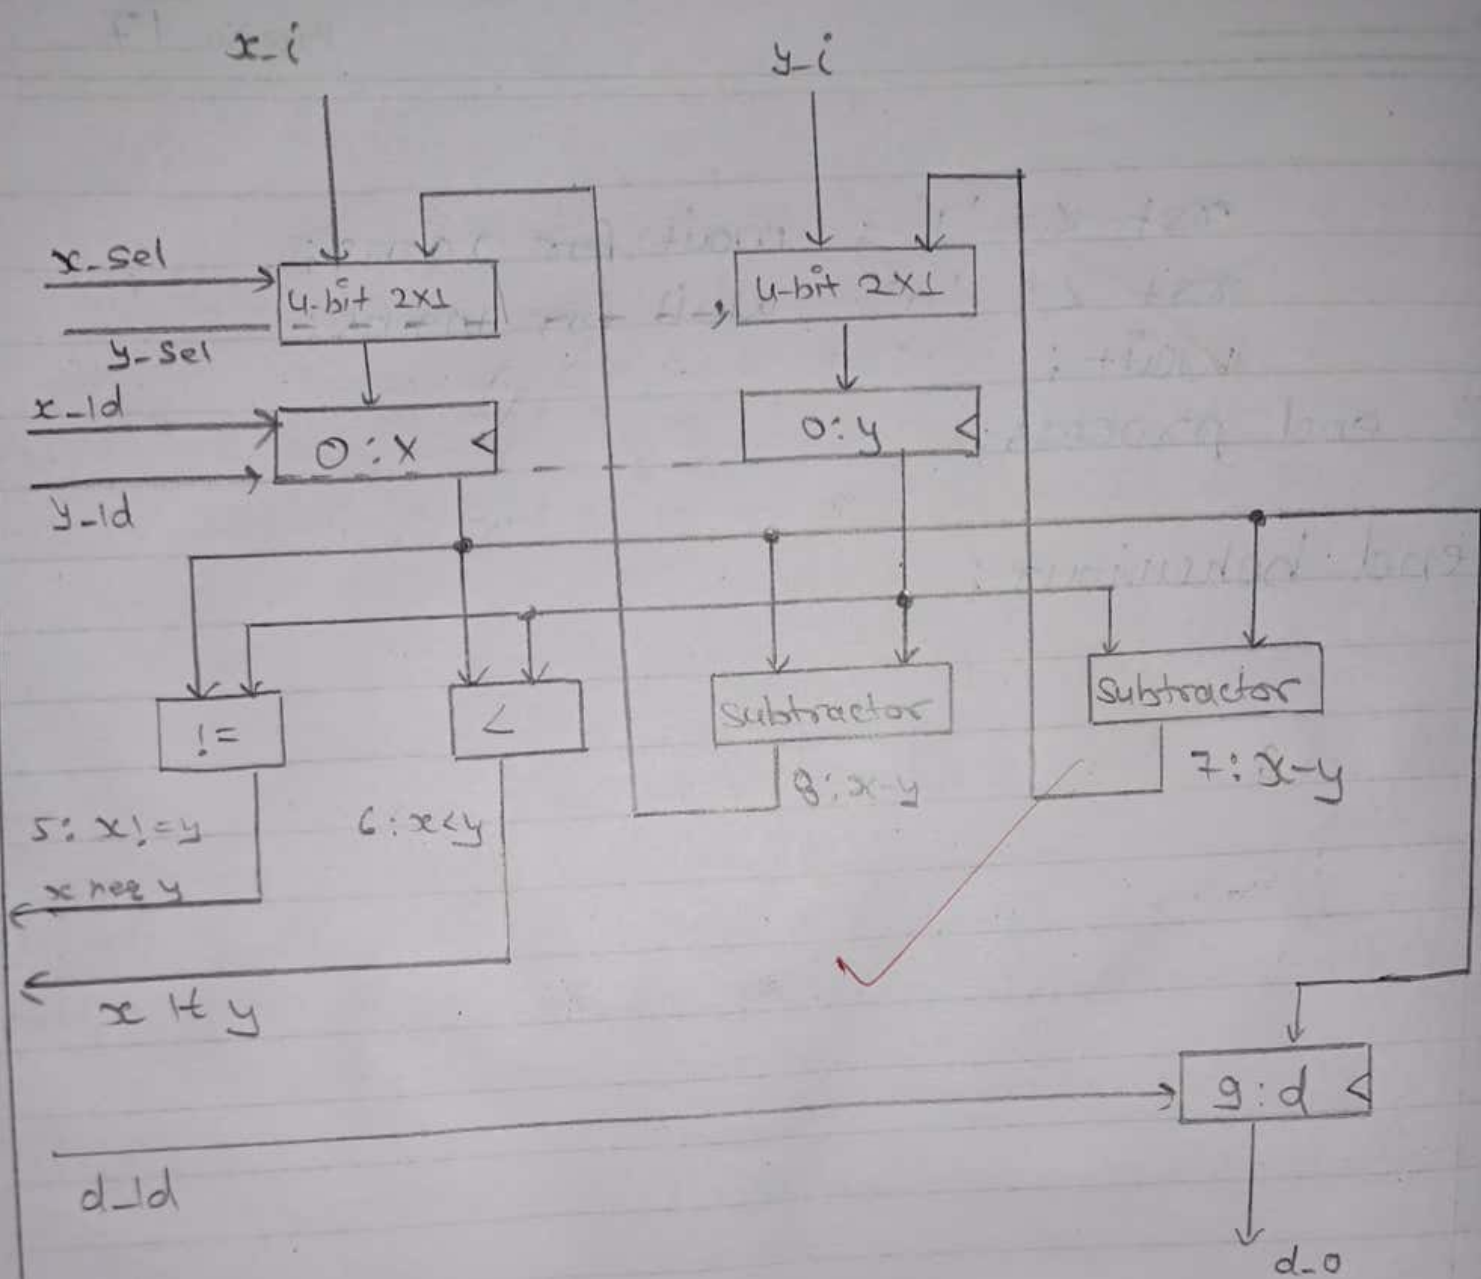 x_i
y_i
x_sel
4-bit 2x1
4-bit 2x1
y_sel
x_ld
0:x
0:y
y_ld
!=
<
subtractor
subtractor
5: x!=y
6: x<y
8: x-y
7: x-y
x neq y
x lt y
9:d
d_ld
d_o